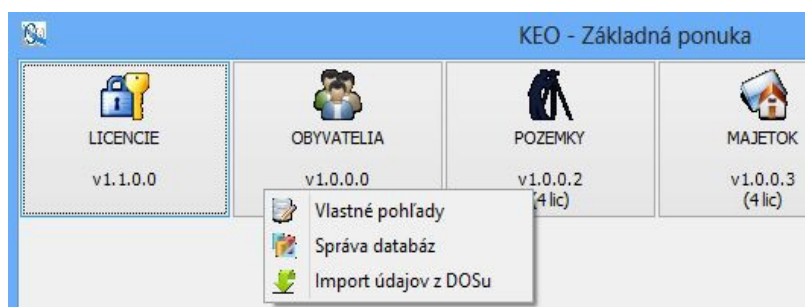 KEO - Základná ponuka
LICENCIE
v1.1.0.0
OBYVATELIA
v1.0.0.0
POZEMKY
v1.0.0.2
(4 lic)
MAJETOK
v1.0.0.3
(4 lic)
Vlastné pohľady
Správa databáz
Import údajov z DOSu